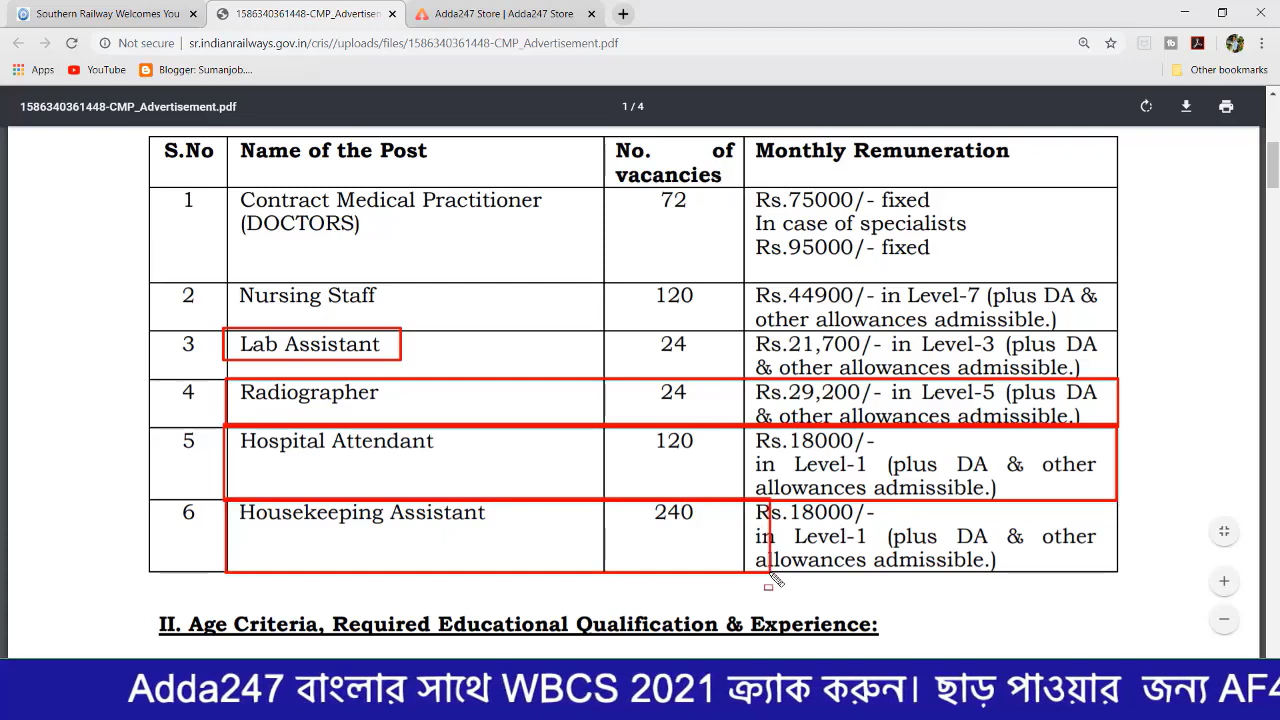 Southern Railway Welcomes You
1586340361448-CMP_Advertisen
Adda247 Store | Adda247 Store
Not secure sr.indianrailways.gov.in/cris//uploads/files/1586340361448-CMP_Advertisement.pdf
Apps YouTube Blogger: Sumanjob.... Other bookmarks
1586340361448-CMP_Advertisement.pdf 1 / 4
S.No Name of the Post No. of vacancies Monthly Remuneration
1 Contract Medical Practitioner (DOCTORS) 72 Rs.75000/- fixed
In case of specialists
Rs.95000/- fixed
2 Nursing Staff 120 Rs.44900/- in Level-7 (plus DA &
other allowances admissible.)
3 Lab Assistant 24 Rs.21,700/- in Level-3 (plus DA
& other allowances admissible.)
4 Radiographer 24 Rs.29,200/- in Level-5 (plus DA
& other allowances admissible.)
5 Hospital Attendant 120 Rs.18000/-
in Level-1 (plus DA & other
allowances admissible.)
6 Housekeeping Assistant 240 Rs.18000/-
in Level-1 (plus DA & other
allowances admissible.)
II. Age Criteria, Required Educational Qualification & Experience:
Adda247 বাংলার সাথে WBCS 2021 ক্র্যাক করুন। ছাড় পাওয়ার জন্য AF4